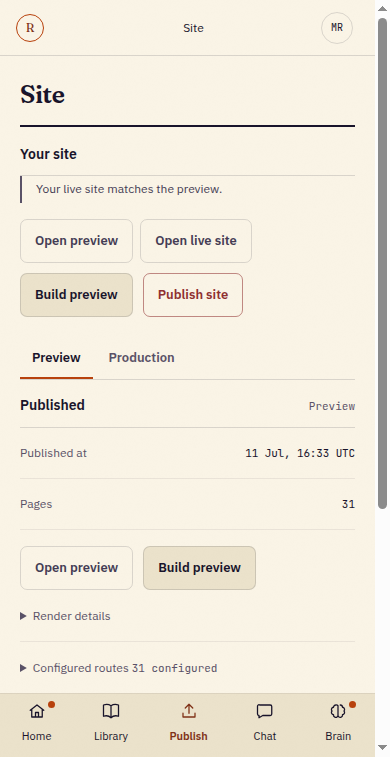 R Site MR
Site
Your site
Your live site matches the preview.
Open preview Open live site
Build preview Publish site
Preview Production
Published Preview
Published at 11 Jul, 16:33 UTC
Pages 31
Open preview Build preview
Render details
Configured routes 31 configured
Home Library Publish Chat Brain